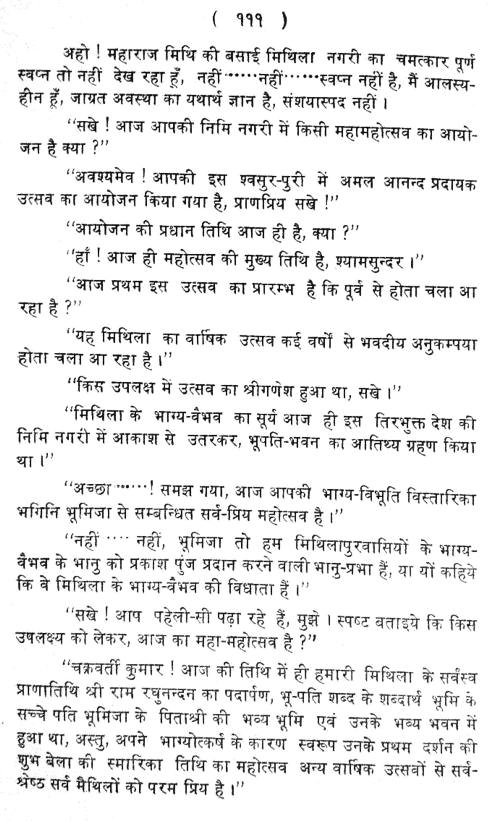 ( १११ )
अहो ! महाराज मिथि की बसाई मिथिला नगरी का चमत्कार पूर्ण
स्वप्न तो नहीं देख रहा हूँ, नहीं ······नहीं ······स्वप्न नहीं है, मैं आलस्य-
हीन हूँ, जाग्रत अवस्था का यथार्थ ज्ञान है, संशयास्पद नहीं ।
“सखे ! आज आपकी निमि नगरी में किसी महामहोत्सव का आयो-
जन है क्या ?”
“अवश्यमेव ! आपकी इस श्वसुर-पुरी में अमल आनन्द प्रदायक
उत्सव का आयोजन किया गया है, प्राणप्रिय सखे !”
“आयोजन की प्रधान तिथि आज ही है, क्या ?”
“हाँ ! आज ही महोत्सव की मुख्य तिथि है, श्यामसुन्दर ।”
“आज प्रथम इस उत्सव का प्रारम्भ है कि पूर्व से होता चला आ
रहा है ?”
“यह मिथिला का वार्षिक उत्सव कई वर्षों से भवदीय अनुकम्पया
होता चला आ रहा है ।”
“किस उपलक्ष में उत्सव का श्रीगणेश हुआ था, सखे ।”
“मिथिला के भाग्य-वैभव का सूर्य आज ही इस तिरभुक्त देश की
निमि नगरी में आकाश से उतरकर, भूपति-भवन का आतिथ्य ग्रहण किया
था ।”
“अच्छा ······! समझ गया, आज आपकी भाग्य-विभूति विस्तारिका
भगिनि भूमिजा से सम्बन्धित सर्व-प्रिय महोत्सव है ।”
“नहीं ···· नहीं, भूमिजा तो हम मिथिलापुरवासियों के भाग्य-
वैभव के भानु को प्रकाश पुंज प्रदान करने वाली भानु-प्रभा हैं, या यों कहिये
कि वे मिथिला के भाग्य-वैभव की विधाता हैं ।”
“सखे ! आप पहेली-सी पढ़ा रहे हैं, मुझे । स्पष्ट बताइये कि किस
उपलक्ष्य को लेकर, आज का महा-महोत्सव है ?”
“चक्रवर्ती कुमार ! आज की तिथि में ही हमारी मिथिला के सर्वस्व
प्राणातिथि श्री राम रघुनन्दन का पदार्पण, भू-पति शब्द के शब्दार्थ भूमि के
सच्चे पति भूमिजा के पिताश्री की भव्य भूमि एवं उनके भव्य भवन में
हुआ था, अस्तु, अपने भाग्योत्कर्ष के कारण स्वरूप उनके प्रथम दर्शन की
शुभ बेला की स्मारिका तिथि का महोत्सव अन्य वार्षिक उत्सवों से सर्व-
श्रेष्ठ सर्व मैथिलों को परम प्रिय है ।”